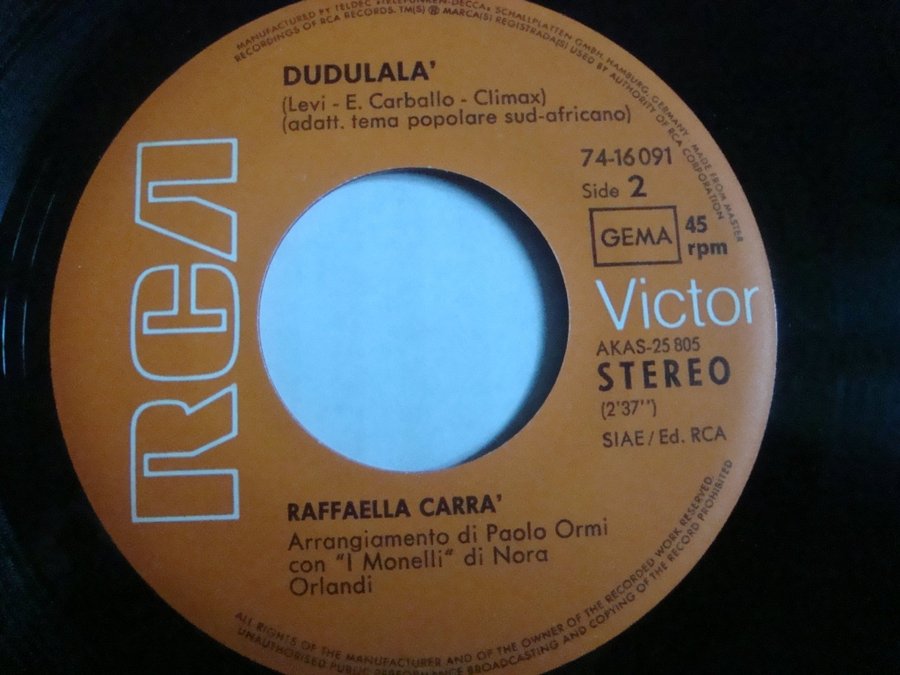 MANUFACTURED BY TELDEC »TELEFUNKEN-DECCA« SCHALLPLATTEN GMBH, HAMBURG, GERMANY MADE FROM MASTER
RECORDINGS OF RCA RECORDS. TM(S) ® MARCA(S) REGISTRADA(S) USED BY AUTHORITY OF RCA CORPORATION
DUDULALA'
(Levi - E. Carballo - Climax)
(adatt. tema popolare sud-africano)
74-16 091
Side 2
GEMA
45
rpm
RCA
Victor
AKAS-25 805
STEREO
(2'37'')
SIAE/Ed. RCA
RAFFAELLA CARRA'
Arrangiamento di Paolo Ormi
con "I Monelli" di Nora
Orlandi
ALL RIGHTS OF THE MANUFACTURER AND OF THE OWNER OF THE RECORDED WORK RESERVED
UNAUTHORISED PUBLIC PERFORMANCE BROADCASTING AND COPYING OF THE RECORD PROHIBITED